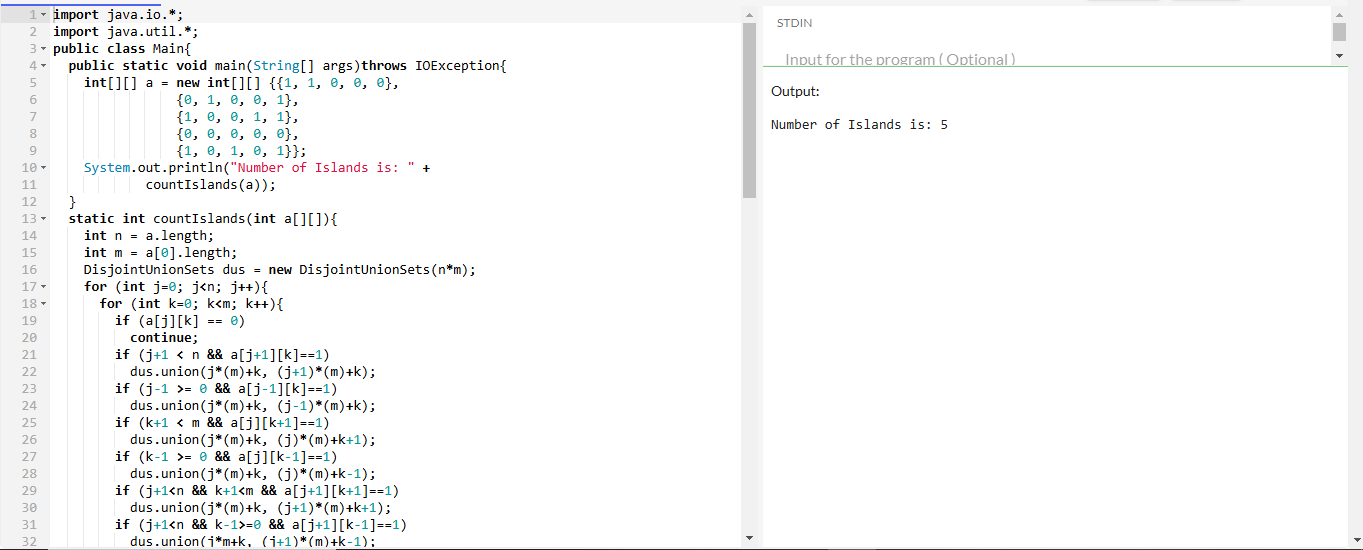 1 import java.io.*;
2 import java.util.*;
3 public class Main{
4 public static void main(String[] args)throws IOException{
5 int[][] a = new int[][] {{1, 1, 0, 0, 0},
6 {0, 1, 0, 0, 1},
7 {1, 0, 0, 1, 1},
8 {0, 0, 0, 0, 0},
9 {1, 0, 1, 0, 1}};
10 System.out.println("Number of Islands is: " +
11 countIslands(a));
12 }
13 static int countIslands(int a[][]){
14 int n = a.length;
15 int m = a[0].length;
16 DisjointUnionSets dus = new DisjointUnionSets(n*m);
17 for (int j=0; j<n; j++){
18 for (int k=0; k<m; k++){
19 if (a[j][k] == 0)
20 continue;
21 if (j+1 < n && a[j+1][k]==1)
22 dus.union(j*(m)+k, (j+1)*(m)+k);
23 if (j-1 >= 0 && a[j-1][k]==1)
24 dus.union(j*(m)+k, (j-1)*(m)+k);
25 if (k+1 < m && a[j][k+1]==1)
26 dus.union(j*(m)+k, (j)*(m)+k+1);
27 if (k-1 >= 0 && a[j][k-1]==1)
28 dus.union(j*(m)+k, (j)*(m)+k-1);
29 if (j+1<n && k+1<m && a[j+1][k+1]==1)
30 dus.union(j*(m)+k, (j+1)*(m)+k+1);
31 if (j+1<n && k-1>=0 && a[j+1][k-1]==1)
32 dus.union(j*m+k, (j+1)*(m)+k-1);
STDIN
Input for the program ( Optional )
Output:
Number of Islands is: 5